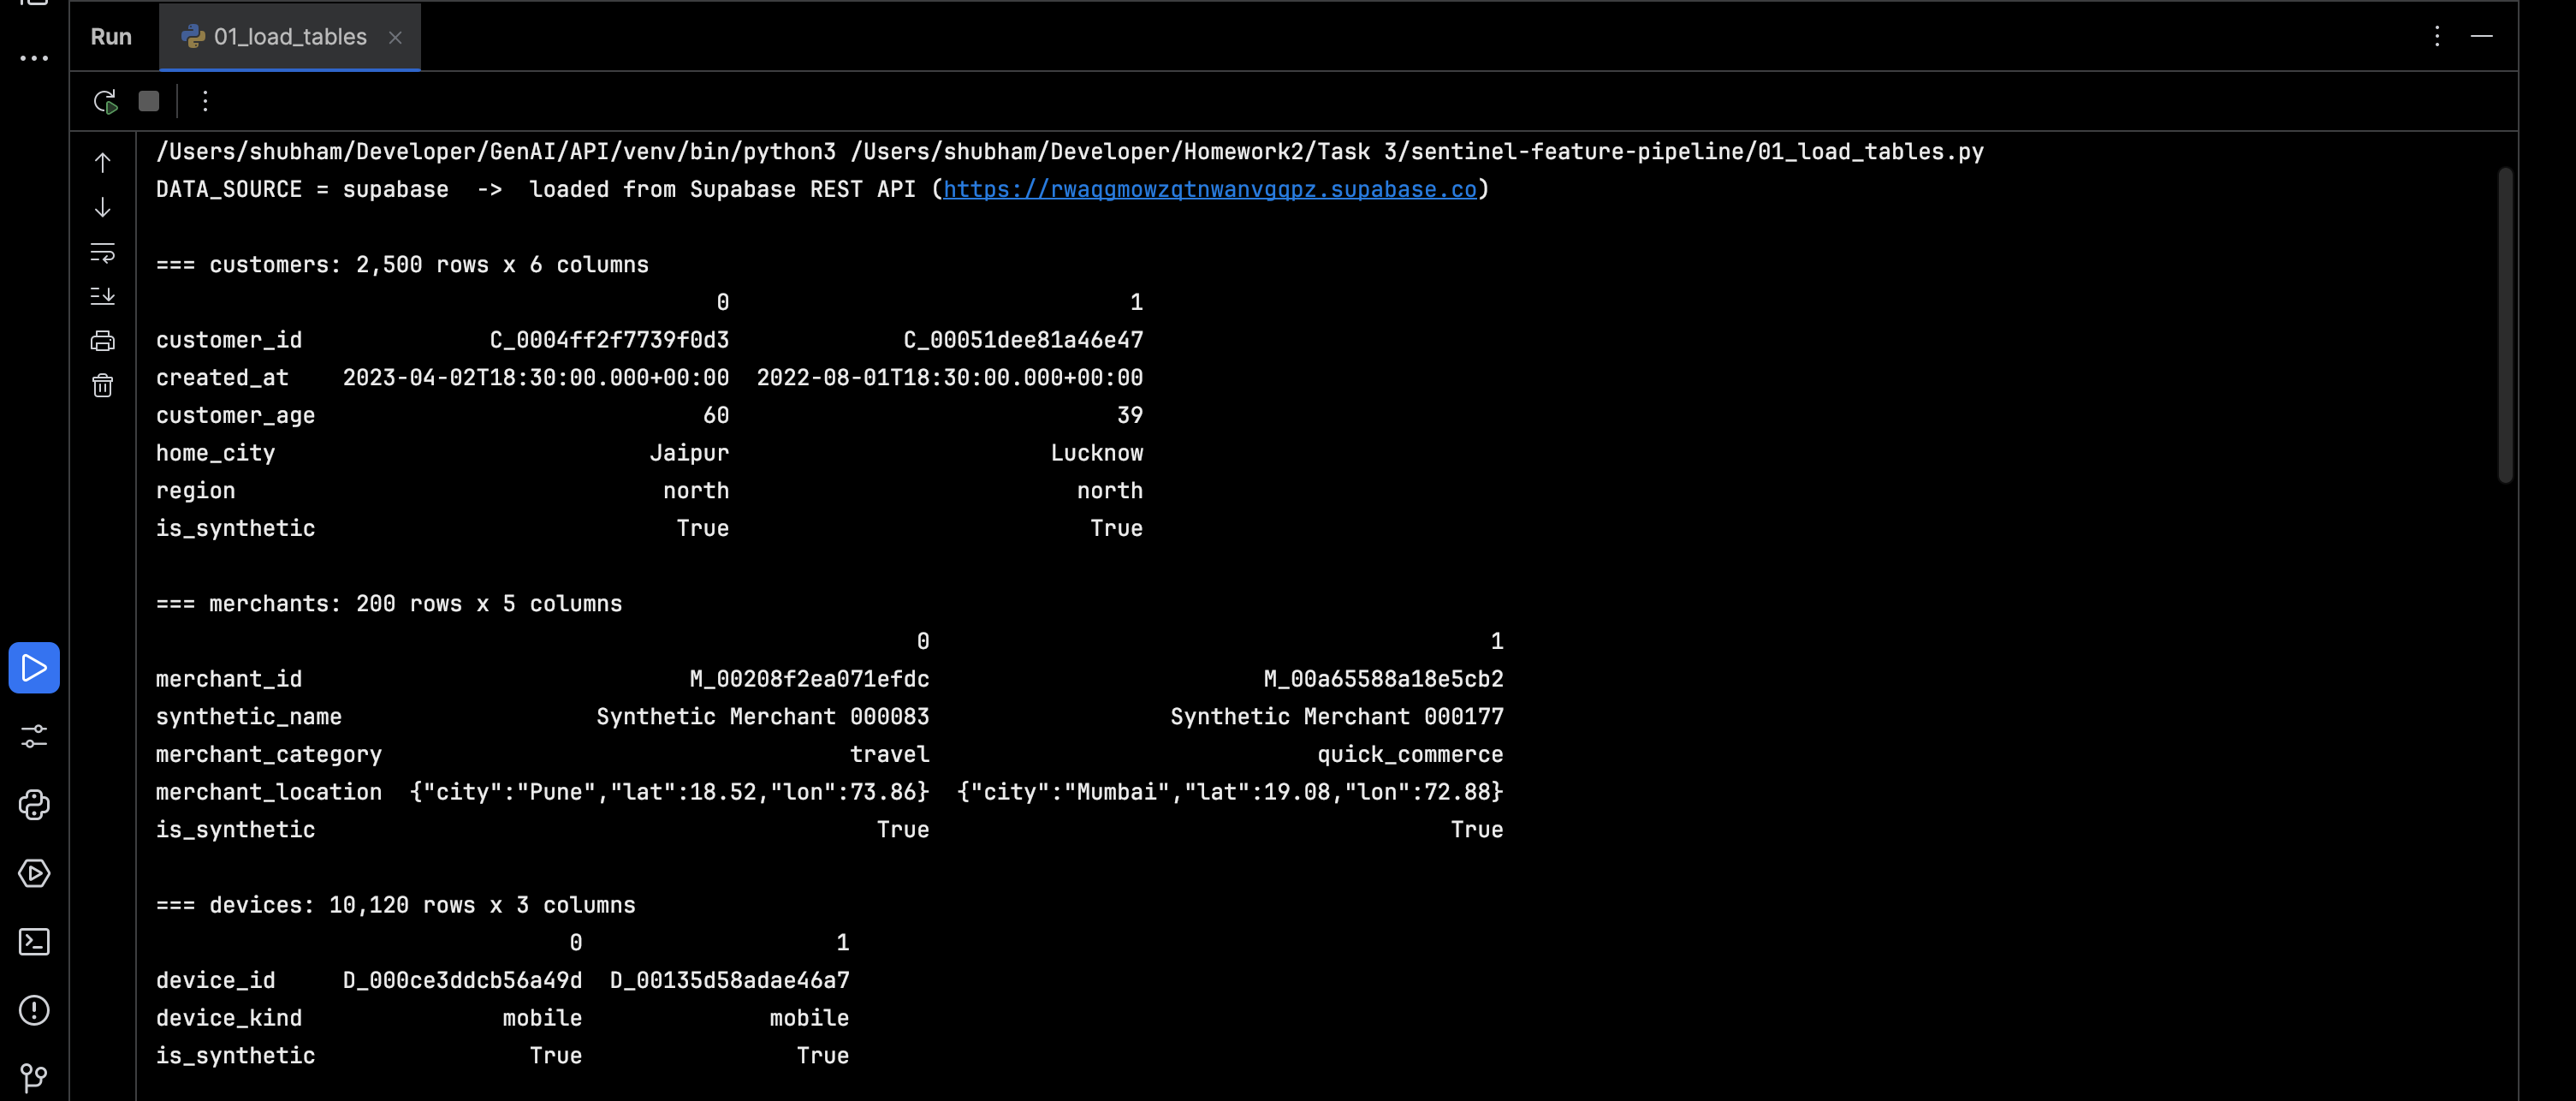 Run 01_load_tables
/Users/shubham/Developer/GenAI/API/venv/bin/python3 /Users/shubham/Developer/Homework2/Task 3/sentinel-feature-pipeline/01_load_tables.py
DATA_SOURCE = supabase  ->  loaded from Supabase REST API (https://rwaqgmowzqtnwanvgqpz.supabase.co)
=== customers: 2,500 rows x 6 columns
0 1
customer_id C_0004ff2f7739f0d3 C_00051dee81a46e47
created_at 2023-04-02T18:30:00.000+00:00 2022-08-01T18:30:00.000+00:00
customer_age 60 39
home_city Jaipur Lucknow
region north north
is_synthetic True True
=== merchants: 200 rows x 5 columns
0 1
merchant_id M_00208f2ea071efdc M_00a65588a18e5cb2
synthetic_name Synthetic Merchant 000083 Synthetic Merchant 000177
merchant_category travel quick_commerce
merchant_location {"city":"Pune","lat":18.52,"lon":73.86} {"city":"Mumbai","lat":19.08,"lon":72.88}
is_synthetic True True
=== devices: 10,120 rows x 3 columns
0 1
device_id D_000ce3ddcb56a49d D_00135d58adae46a7
device_kind mobile mobile
is_synthetic True True